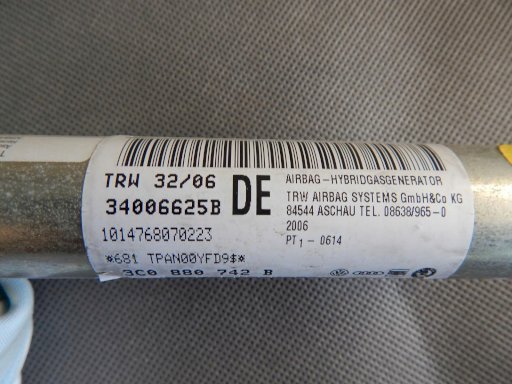 TRW 32/06
34006625B
DE
1014768070223
*681 TPAN00YFD9$*
3C0 880 742 B
AIRBAG-HYBRIDGASGENERATOR
TRW AIRBAG SYSTEMS GmbH&Co KG
84544 ASCHAU TEL. 08638/965-0
2006
PT1- 0614